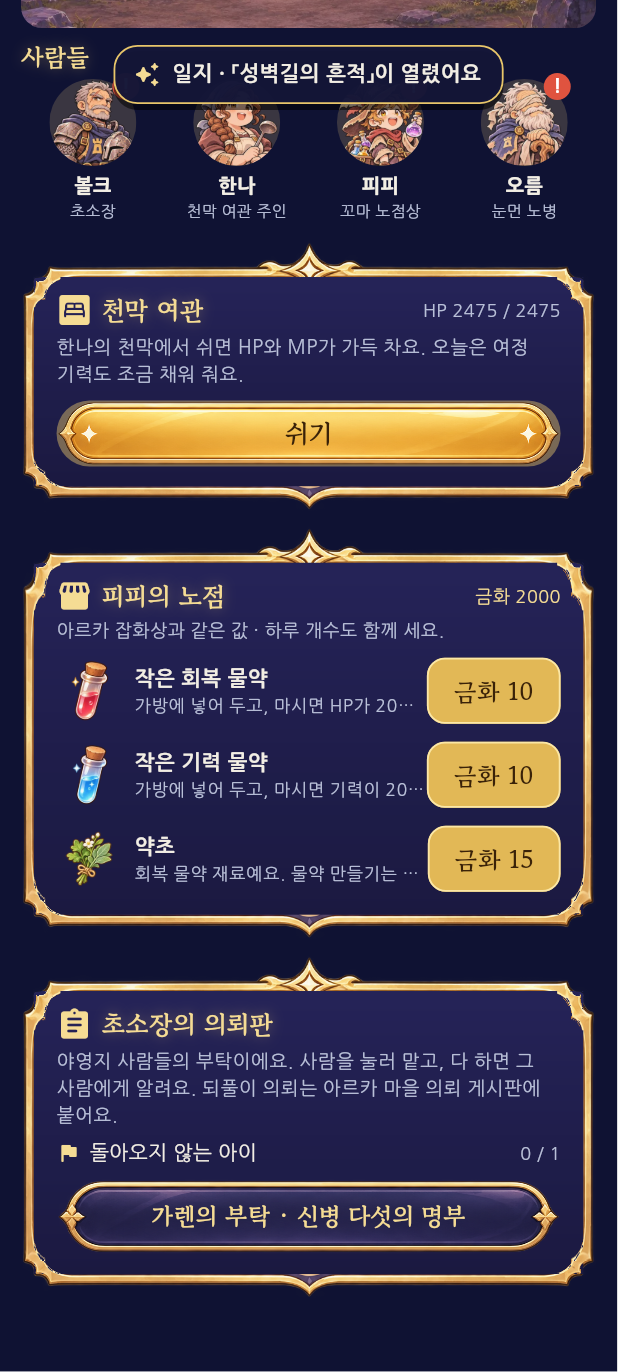 사람들
일지 · 「성벽길의 흔적」이 열렸어요
!
볼크
초소장
한나
천막 여관 주인
피피
꼬마 노점상
오름
눈먼 노병
천막 여관
HP 2475 / 2475
한나의 천막에서 쉬면 HP와 MP가 가득 차요. 오늘은 여정
기력도 조금 채워 줘요.
쉬기
피피의 노점
금화 2000
아르카 잡화상과 같은 값 · 하루 개수도 함께 세요.
작은 회복 물약
가방에 넣어 두고, 마시면 HP가 20…
금화 10
작은 기력 물약
가방에 넣어 두고, 마시면 기력이 20…
금화 10
약초
회복 물약 재료예요. 물약 만들기는 …
금화 15
초소장의 의뢰판
야영지 사람들의 부탁이에요. 사람을 눌러 맡고, 다 하면 그
사람에게 알려요. 되풀이 의뢰는 아르카 마을 의뢰 게시판에
붙어요.
돌아오지 않는 아이
0 / 1
가렌의 부탁 · 신병 다섯의 명부